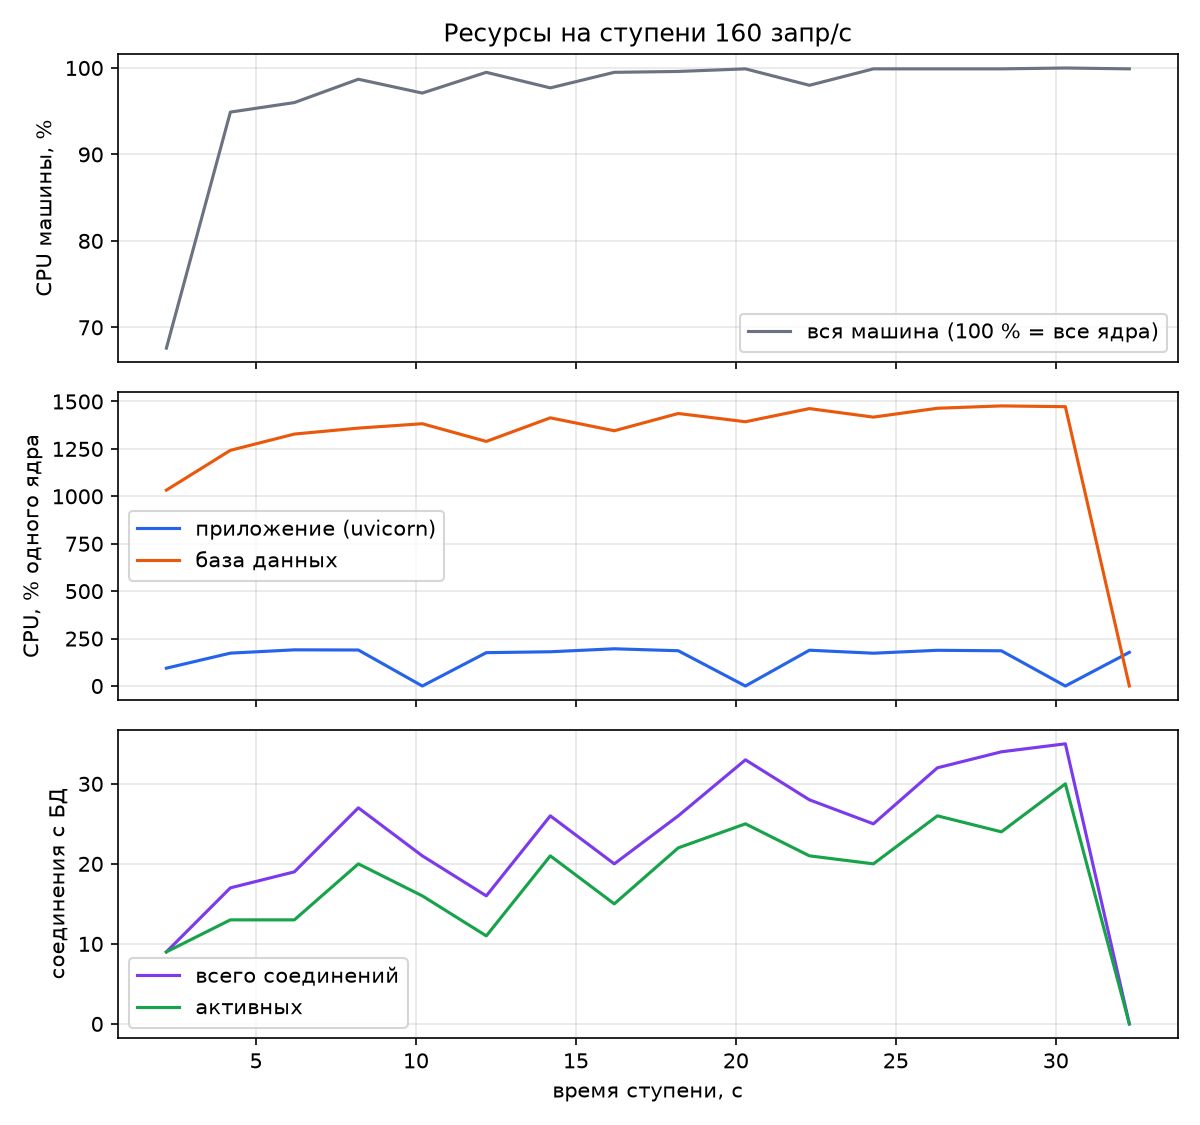 Ресурсы на ступени 160 запр/с
100
90
80
70
CPU машины, %
вся машина (100 % = все ядра)
1500
1250
1000
750
500
250
0
CPU, % одного ядра
приложение (uvicorn)
база данных
30
20
10
0
соединения с БД
всего соединений
активных
5 10 15 20 25 30
время ступени, с